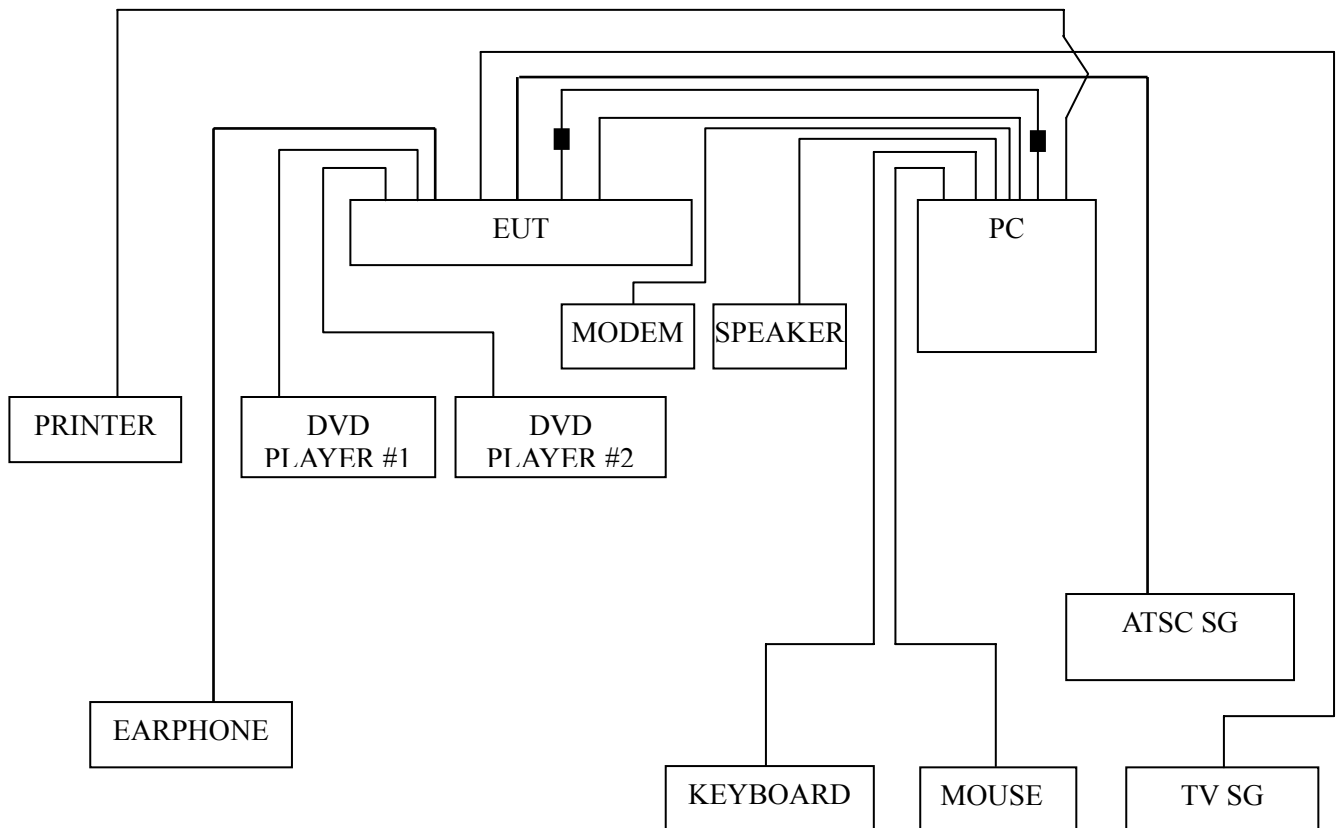 EUT
PC
MODEM
SPEAKER
PRINTER
DVD
PLAYER #1
DVD
PLAYER #2
ATSC SG
EARPHONE
KEYBOARD
MOUSE
TV SG